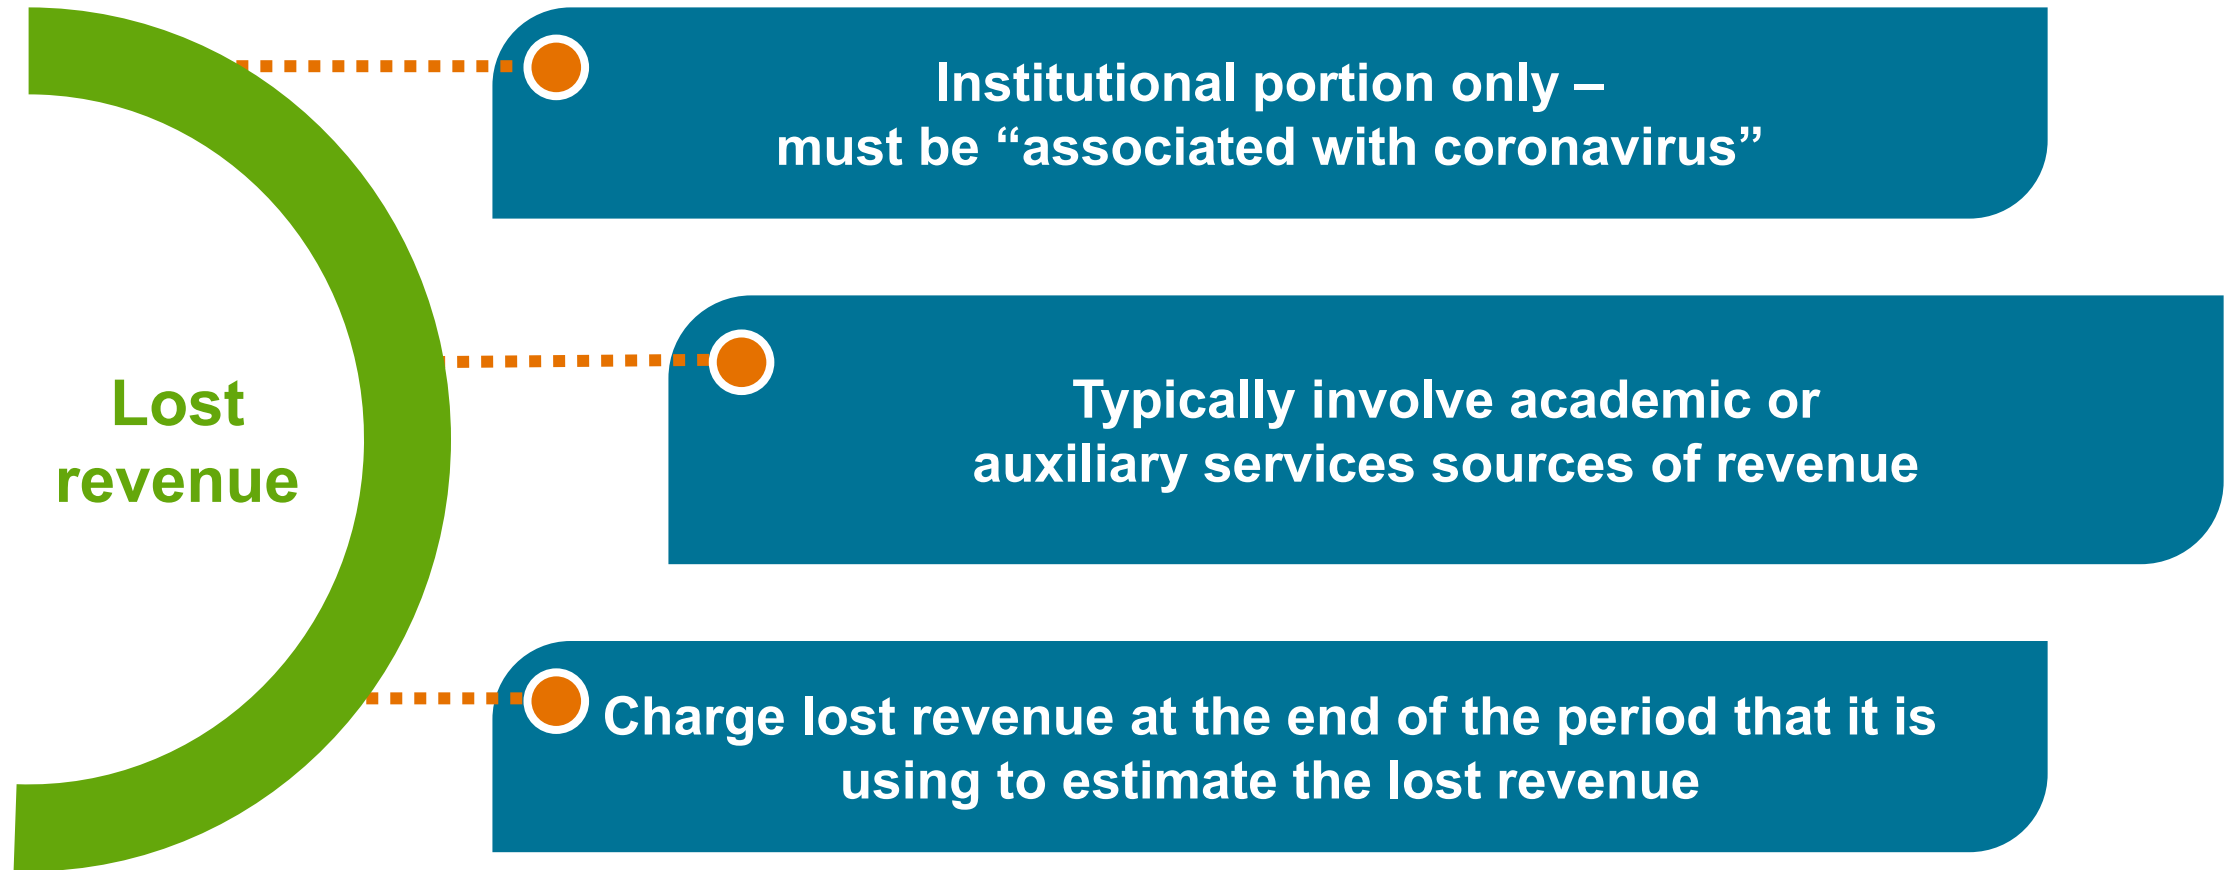 Lost
revenue
Institutional portion only –
must be “associated with coronavirus”
Typically involve academic or
auxiliary services sources of revenue
Charge lost revenue at the end of the period that it is
using to estimate the lost revenue